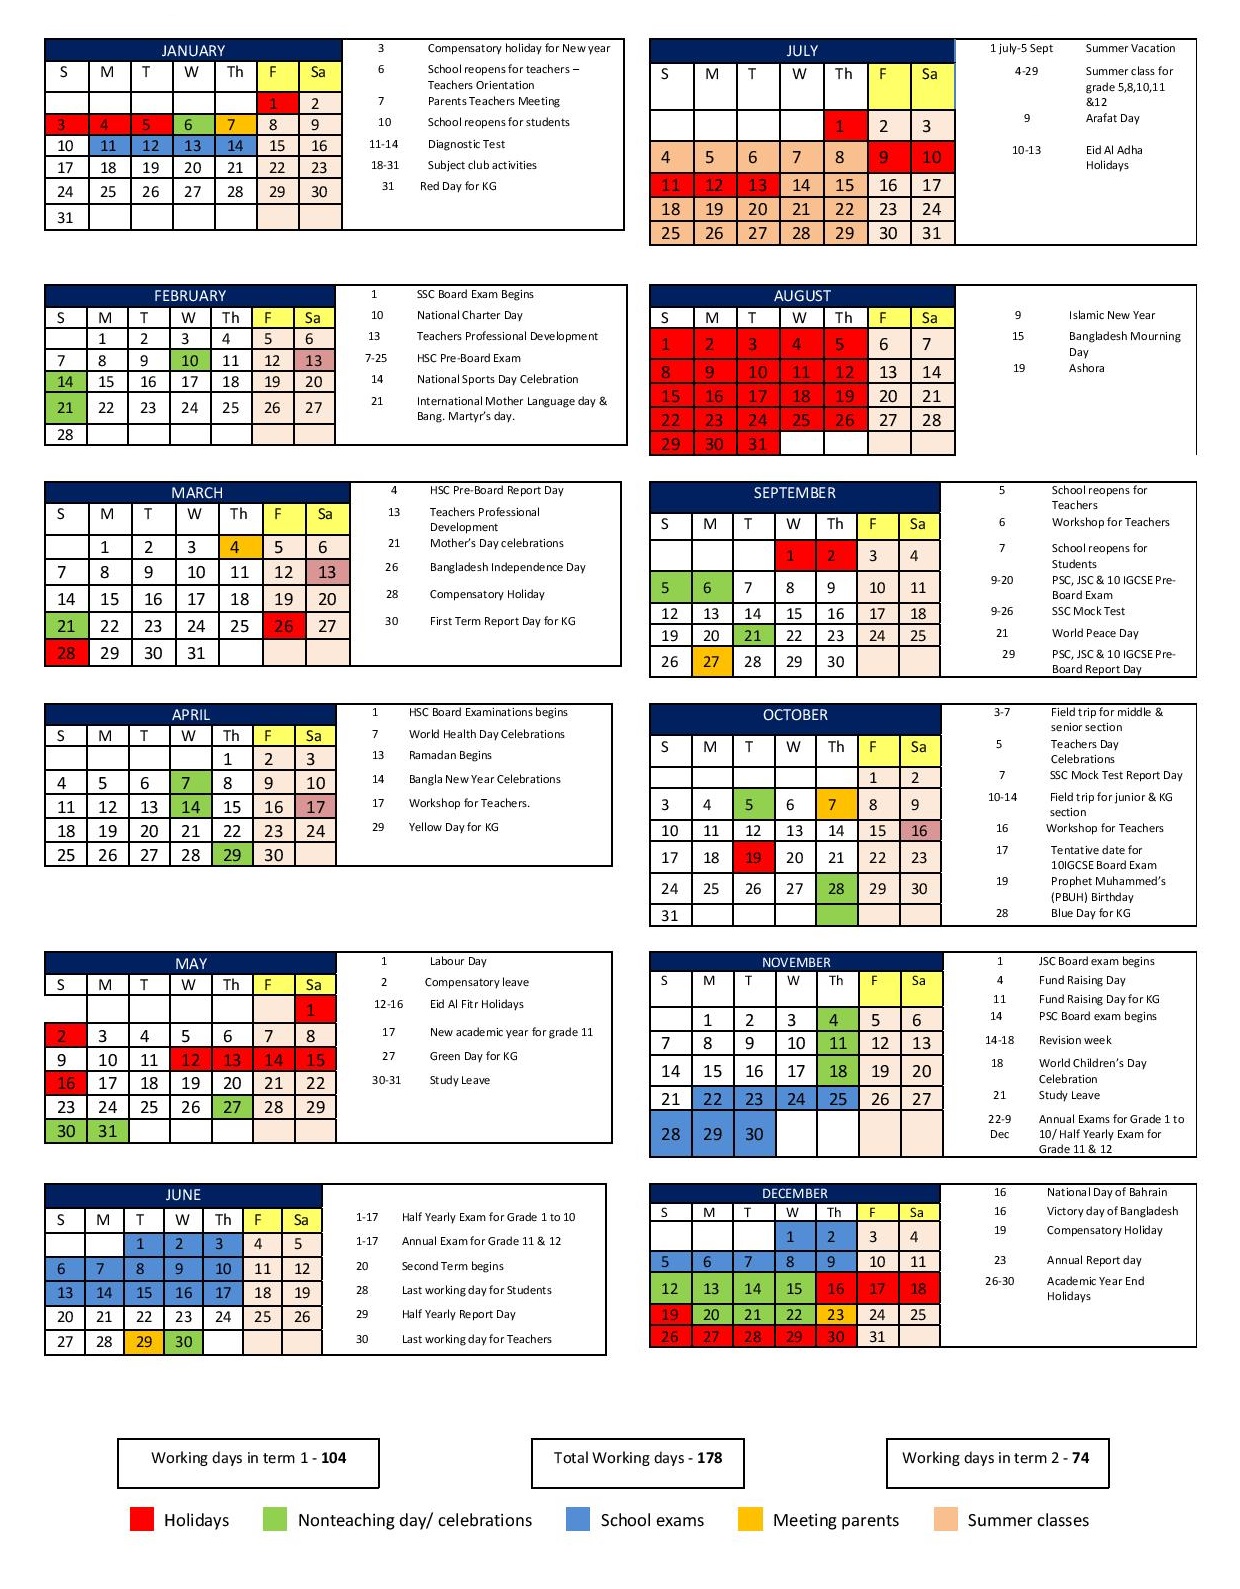 JANUARY
S M T W Th F Sa
1 2
3 4 5 6 7 8 9
10 11 12 13 14 15 16
17 18 19 20 21 22 23
24 25 26 27 28 29 30
31
3 Compensatory holiday for New year
6 School reopens for teachers –
Teachers Orientation
7 Parents Teachers Meeting
10 School reopens for students
11-14 Diagnostic Test
18-31 Subject club activities
31 Red Day for KG
JULY
S M T W Th F Sa
1 2 3
4 5 6 7 8 9 10
11 12 13 14 15 16 17
18 19 20 21 22 23 24
25 26 27 28 29 30 31
1 july-5 Sept Summer Vacation
4-29 Summer class for
grade 5,8,10,11
&12
9 Arafat Day
10-13 Eid Al Adha
Holidays
FEBRUARY
S M T W Th F Sa
1 2 3 4 5 6
7 8 9 10 11 12 13
14 15 16 17 18 19 20
21 22 23 24 25 26 27
28
1 SSC Board Exam Begins
10 National Charter Day
13 Teachers Professional Development
7-25 HSC Pre-Board Exam
14 National Sports Day Celebration
21 International Mother Language day &
Bang. Martyr's day.
AUGUST
S M T W Th F Sa
1 2 3 4 5 6 7
8 9 10 11 12 13 14
15 16 17 18 19 20 21
22 23 24 25 26 27 28
29 30 31
9 Islamic New Year
15 Bangladesh Mourning
Day
19 Ashora
MARCH
S M T W Th F Sa
1 2 3 4 5 6
7 8 9 10 11 12 13
14 15 16 17 18 19 20
21 22 23 24 25 26 27
28 29 30 31
4 HSC Pre-Board Report Day
13 Teachers Professional
Development
21 Mother's Day celebrations
26 Bangladesh Independence Day
28 Compensatory Holiday
30 First Term Report Day for KG
SEPTEMBER
S M T W Th F Sa
1 2 3 4
5 6 7 8 9 10 11
12 13 14 15 16 17 18
19 20 21 22 23 24 25
26 27 28 29 30
5 School reopens for
Teachers
6 Workshop for Teachers
7 School reopens for
Students
9-20 PSC, JSC & 10 IGCSE Pre-
Board Exam
9-26 SSC Mock Test
21 World Peace Day
29 PSC, JSC & 10 IGCSE Pre-
Board Report Day
APRIL
S M T W Th F Sa
1 2 3
4 5 6 7 8 9 10
11 12 13 14 15 16 17
18 19 20 21 22 23 24
25 26 27 28 29 30
1 HSC Board Examinations begins
7 World Health Day Celebrations
13 Ramadan Begins
14 Bangla New Year Celebrations
17 Workshop for Teachers.
29 Yellow Day for KG
OCTOBER
S M T W Th F Sa
1 2
3 4 5 6 7 8 9
10 11 12 13 14 15 16
17 18 19 20 21 22 23
24 25 26 27 28 29 30
31
3-7 Field trip for middle &
senior section
5 Teachers Day
Celebrations
7 SSC Mock Test Report Day
10-14 Field trip for junior & KG
section
16 Workshop for Teachers
17 Tentative date for
10IGCSE Board Exam
19 Prophet Muhammed's
(PBUH) Birthday
28 Blue Day for KG
MAY
S M T W Th F Sa
1
2 3 4 5 6 7 8
9 10 11 12 13 14 15
16 17 18 19 20 21 22
23 24 25 26 27 28 29
30 31
1 Labour Day
2 Compensatory leave
12-16 Eid Al Fitr Holidays
17 New academic year for grade 11
27 Green Day for KG
30-31 Study Leave
NOVEMBER
S M T W Th F Sa
1 2 3 4 5 6
7 8 9 10 11 12 13
14 15 16 17 18 19 20
21 22 23 24 25 26 27
28 29 30
1 JSC Board exam begins
4 Fund Raising Day
11 Fund Raising Day for KG
14 PSC Board exam begins
14-18 Revision week
18 World Children's Day
Celebration
21 Study Leave
22-9 Annual Exams for Grade 1 to
Dec 10/ Half Yearly Exam for
Grade 11 & 12
JUNE
S M T W Th F Sa
1 2 3 4 5
6 7 8 9 10 11 12
13 14 15 16 17 18 19
20 21 22 23 24 25 26
27 28 29 30
1-17 Half Yearly Exam for Grade 1 to 10
1-17 Annual Exam for Grade 11 & 12
20 Second Term begins
28 Last working day for Students
29 Half Yearly Report Day
30 Last working day for Teachers
DECEMBER
S M T W Th F Sa
1 2 3 4
5 6 7 8 9 10 11
12 13 14 15 16 17 18
19 20 21 22 23 24 25
26 27 28 29 30 31
16 National Day of Bahrain
16 Victory day of Bangladesh
19 Compensatory Holiday
23 Annual Report day
26-30 Academic Year End
Holidays
Working days in term 1 - 104
Total Working days - 178
Working days in term 2 - 74
Holidays
Nonteaching day/ celebrations
School exams
Meeting parents
Summer classes